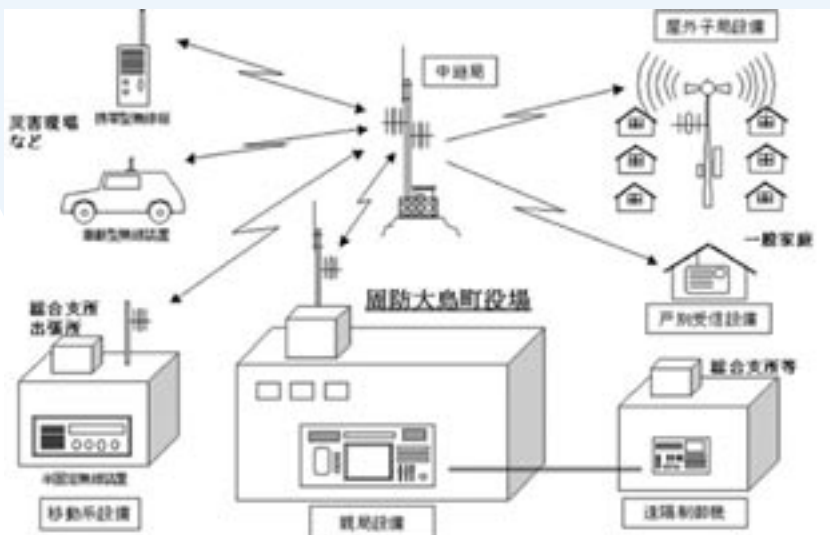 屋外子局設備
中継局
携帯型無線機
災害現場
など
車載型無線装置
一般家庭
戸別受信設備
周防大島町役場
総合支所
出張所
総合支所等
半固定無線装置
移動系設備
親局設備
遠隔制御機